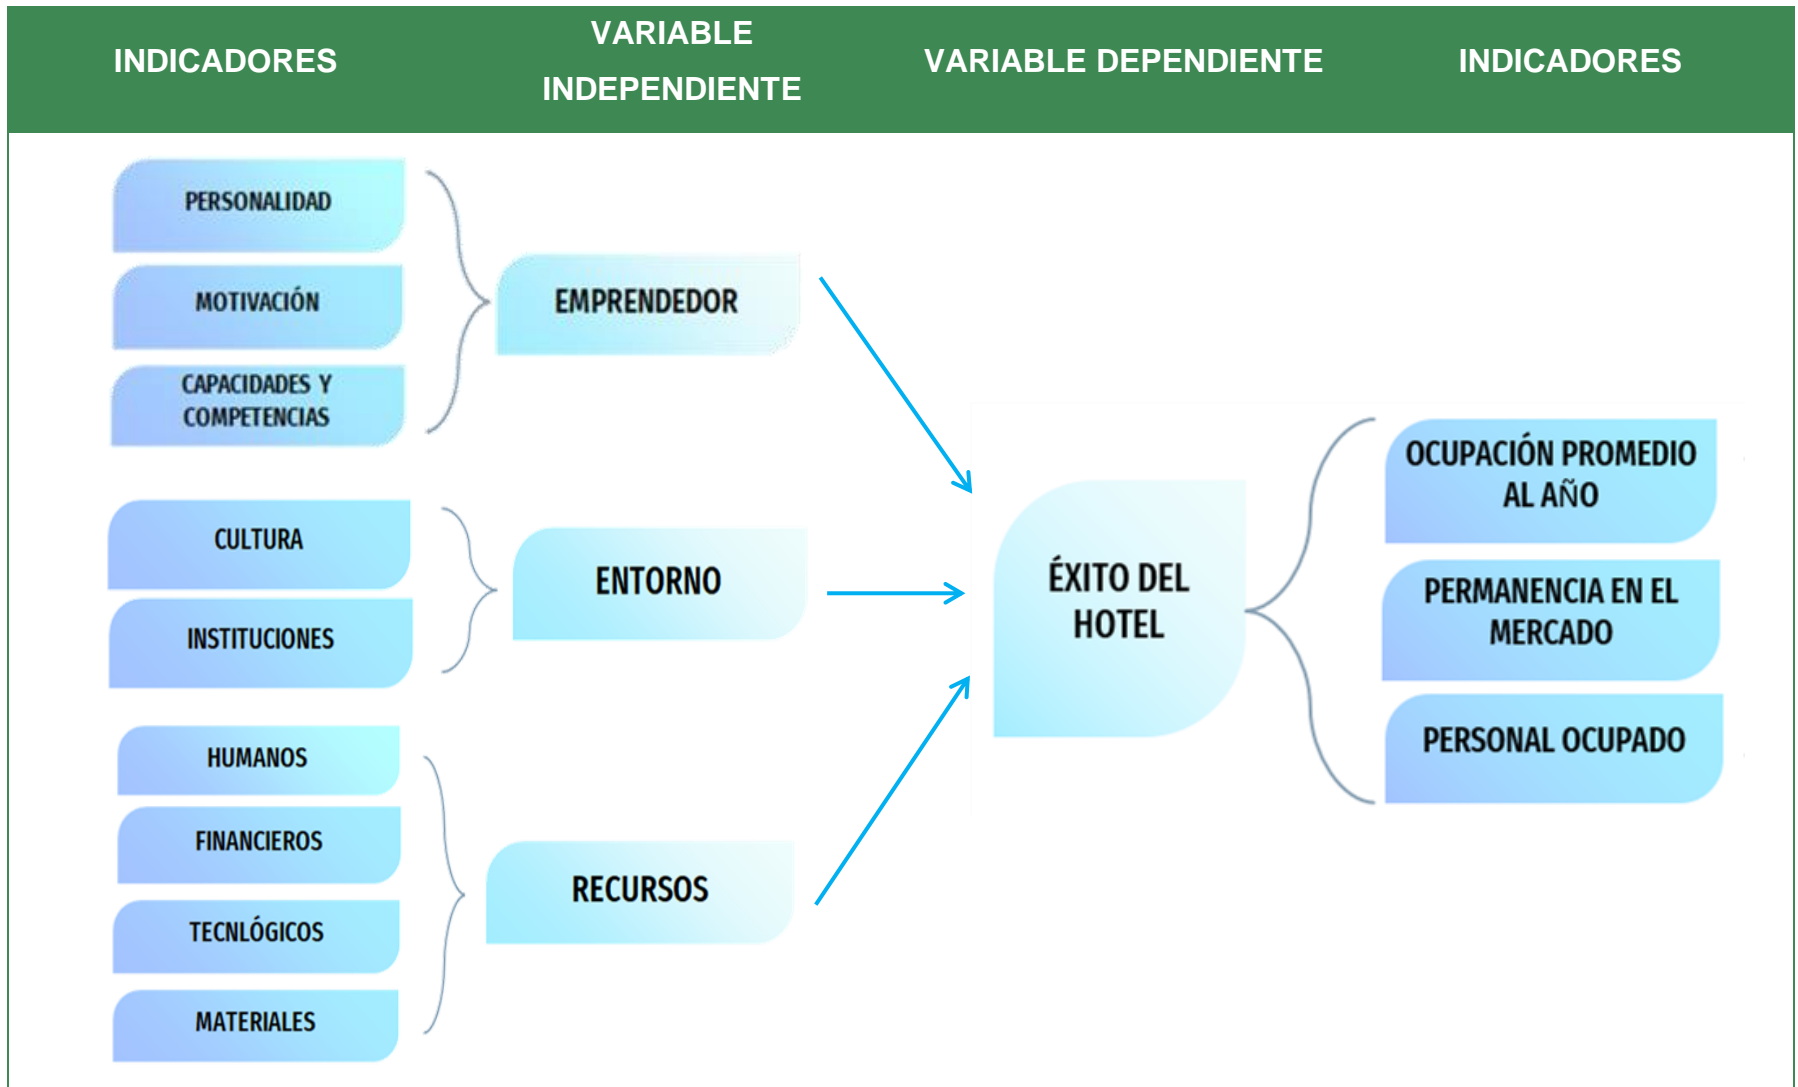 INDICADORES
VARIABLE
INDEPENDIENTE
VARIABLE DEPENDIENTE
INDICADORES
PERSONALIDAD
MOTIVACIÓN
CAPACIDADES Y
COMPETENCIAS
EMPRENDEDOR
CULTURA
INSTITUCIONES
ENTORNO
HUMANOS
FINANCIEROS
TECNLÓGICOS
MATERIALES
RECURSOS
ÉXITO DEL
HOTEL
OCUPACIÓN PROMEDIO
AL AÑO
PERMANENCIA EN EL
MERCADO
PERSONAL OCUPADO